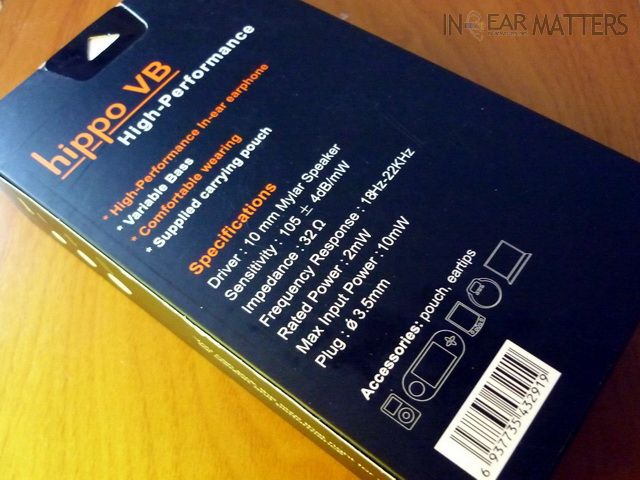 IN EAR MATTERS
hippo VB
High-Performance
* High-Performance in-ear earphone
* Variable Bass
* Comfortable wearing
* Supplied carrying pouch
Specifications
Driver : 10 mm Mylar Speaker
Sensitivity : 105 ± 4dB/mW
Impedance : 32 Ω
Frequency Response : 18Hz-22KHz
Rated Power : 2mW
Max Input Power : 10mW
Plug : ø 3.5mm
Accessories: pouch, eartips
6 937735 432919